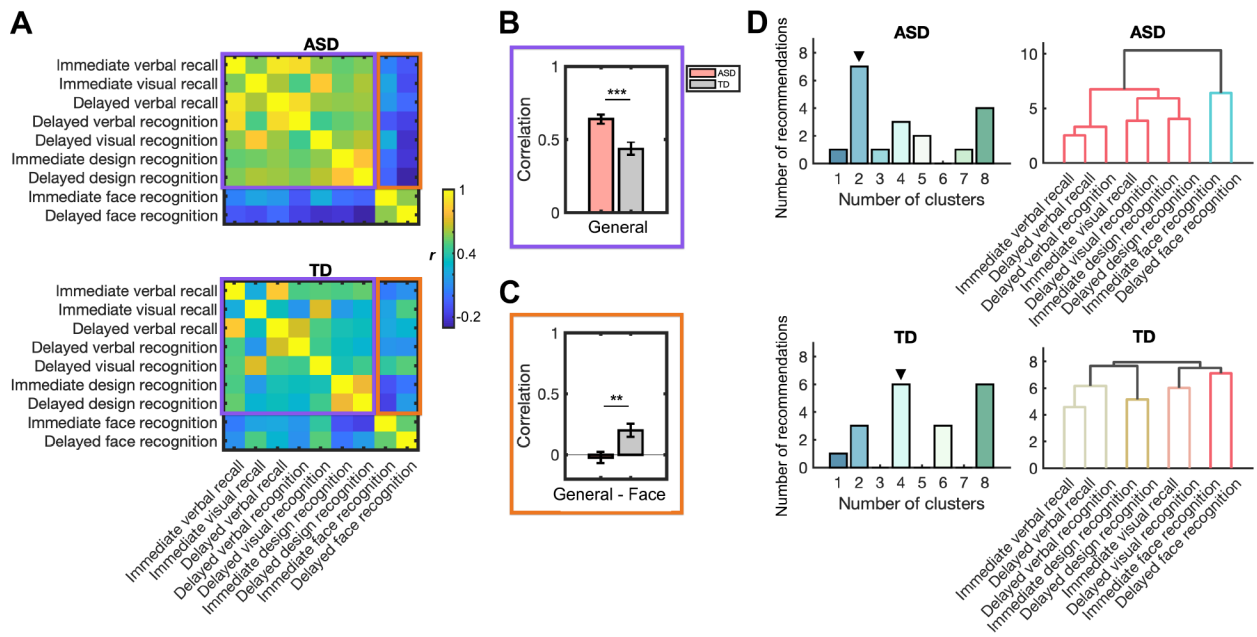 A
ASD
Immediate verbal recall
Immediate visual recall
Delayed verbal recall
Delayed verbal recognition
Delayed visual recognition
Immediate design recognition
Delayed design recognition
Immediate face recognition
Delayed face recognition
1
r
0.4
-0.2
TD
Immediate verbal recall
Immediate visual recall
Delayed verbal recall
Delayed verbal recognition
Delayed visual recognition
Immediate design recognition
Delayed design recognition
Immediate face recognition
Delayed face recognition
Immediate verbal recall
Immediate visual recall
Delayed verbal recall
Delayed verbal recognition
Delayed visual recognition
Immediate design recognition
Delayed design recognition
Immediate face recognition
Delayed face recognition
B
1
0.5
0
Correlation
***
General
ASD
TD
C
1
0.5
0
Correlation
**
General - Face
D
ASD
8
6
4
2
0
Number of recommendations
1 2 3 4 5 6 7 8
Number of clusters
ASD
10
5
0
Immediate verbal recall
Delayed verbal recall
Delayed verbal recognition
Immediate visual recall
Delayed visual recognition
Immediate design recognition
Delayed design recognition
Immediate face recognition
Delayed face recognition
TD
8
6
4
2
0
Number of recommendations
1 2 3 4 5 6 7 8
Number of clusters
TD
8
6
4
2
0
Immediate verbal recall
Delayed verbal recall
Delayed verbal recognition
Immediate design recognition
Delayed design recognition
Immediate visual recall
Delayed visual recognition
Immediate face recognition
Delayed face recognition